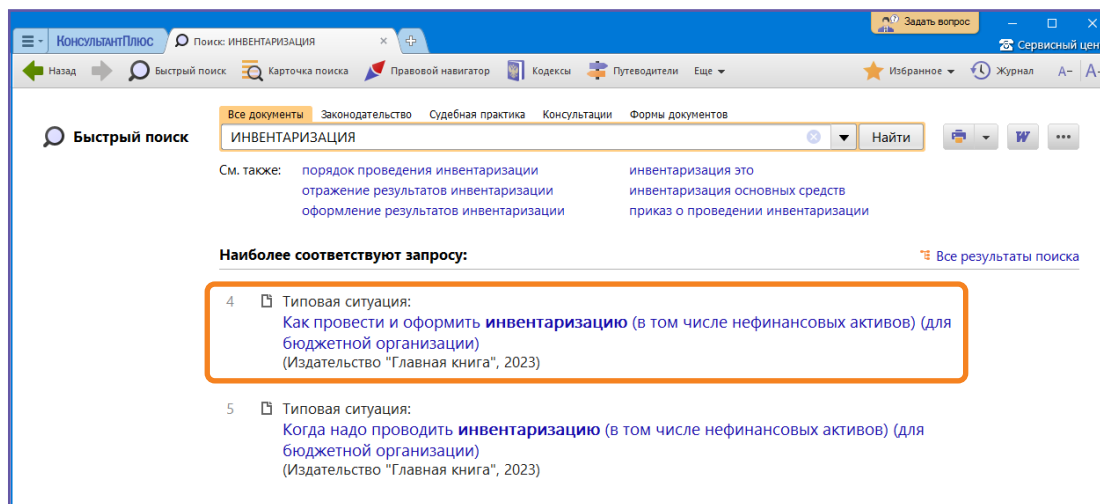 Задать вопрос
КонсультантПлюс Поиск: ИНВЕНТАРИЗАЦИЯ
Сервисный цен
Назад Быстрый поиск Карточка поиска Правовой навигатор Кодексы Путеводители Еще Избранное Журнал A− A
Все документы Законодательство Судебная практика Консультации Формы документов
Быстрый поиск ИНВЕНТАРИЗАЦИЯ Найти W
См. также: порядок проведения инвентаризации инвентаризация это
отражение результатов инвентаризации инвентаризация основных средств
оформление результатов инвентаризации приказ о проведении инвентаризации
Наиболее соответствуют запросу: Все результаты поиска
4 Типовая ситуация:
Как провести и оформить инвентаризацию (в том числе нефинансовых активов) (для
бюджетной организации)
(Издательство "Главная книга", 2023)
5 Типовая ситуация:
Когда надо проводить инвентаризацию (в том числе нефинансовых активов) (для
бюджетной организации)
(Издательство "Главная книга", 2023)